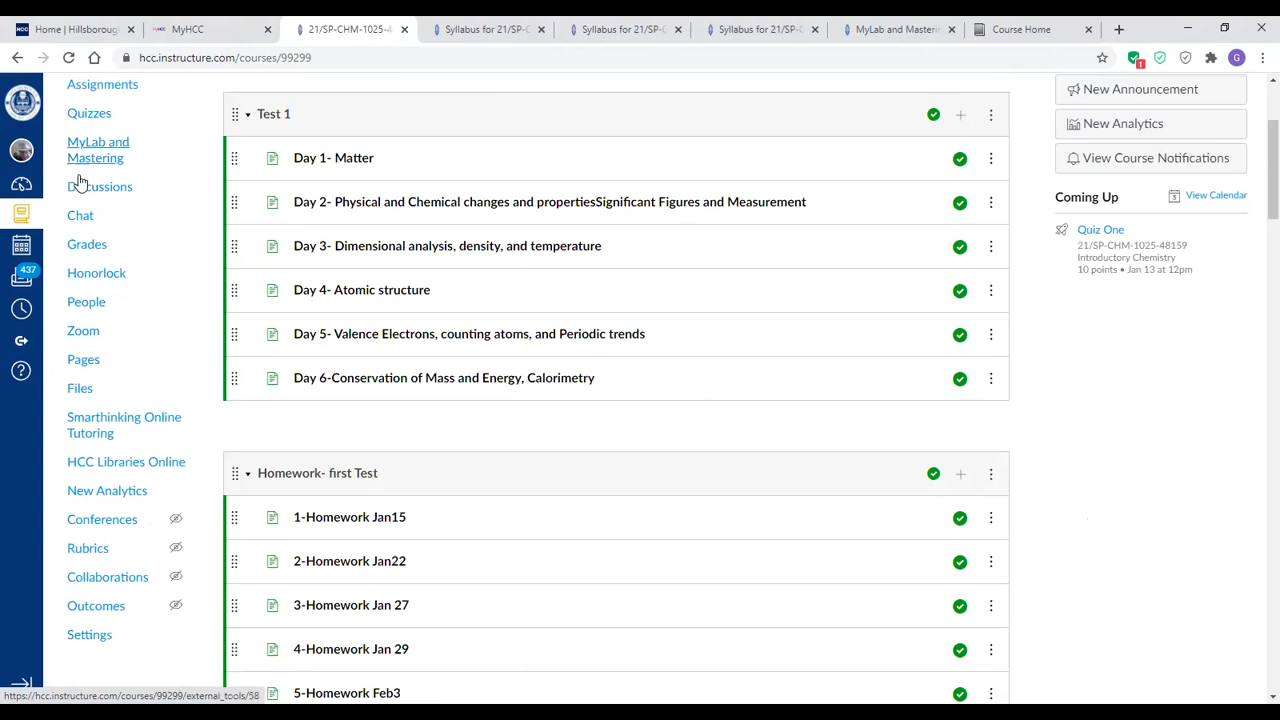 Home | Hillsboroug
MyHCC
21/SP-CHM-1025-4
Syllabus for 21/SP-C
Syllabus for 21/SP-C
Syllabus for 21/SP-C
MyLab and Masteri
Course Home
hcc.instructure.com/courses/99299
1
G
Assignments
Quizzes
MyLab and
Mastering
Discussions
Chat
Grades
Honorlock
People
Zoom
Pages
Files
Smarthinking Online
Tutoring
HCC Libraries Online
New Analytics
Conferences
Rubrics
Collaborations
Outcomes
Settings
437
Test 1
Day 1- Matter
Day 2- Physical and Chemical changes and propertiesSignificant Figures and Measurement
Day 3- Dimensional analysis, density, and temperature
Day 4- Atomic structure
Day 5- Valence Electrons, counting atoms, and Periodic trends
Day 6-Conservation of Mass and Energy, Calorimetry
Homework- first Test
1-Homework Jan15
2-Homework Jan22
3-Homework Jan 27
4-Homework Jan 29
5-Homework Feb3
New Announcement
New Analytics
View Course Notifications
Coming Up
View Calendar
Quiz One
21/SP-CHM-1025-48159
Introductory Chemistry
10 points • Jan 13 at 12pm
https://hcc.instructure.com/courses/99299/external_tools/58